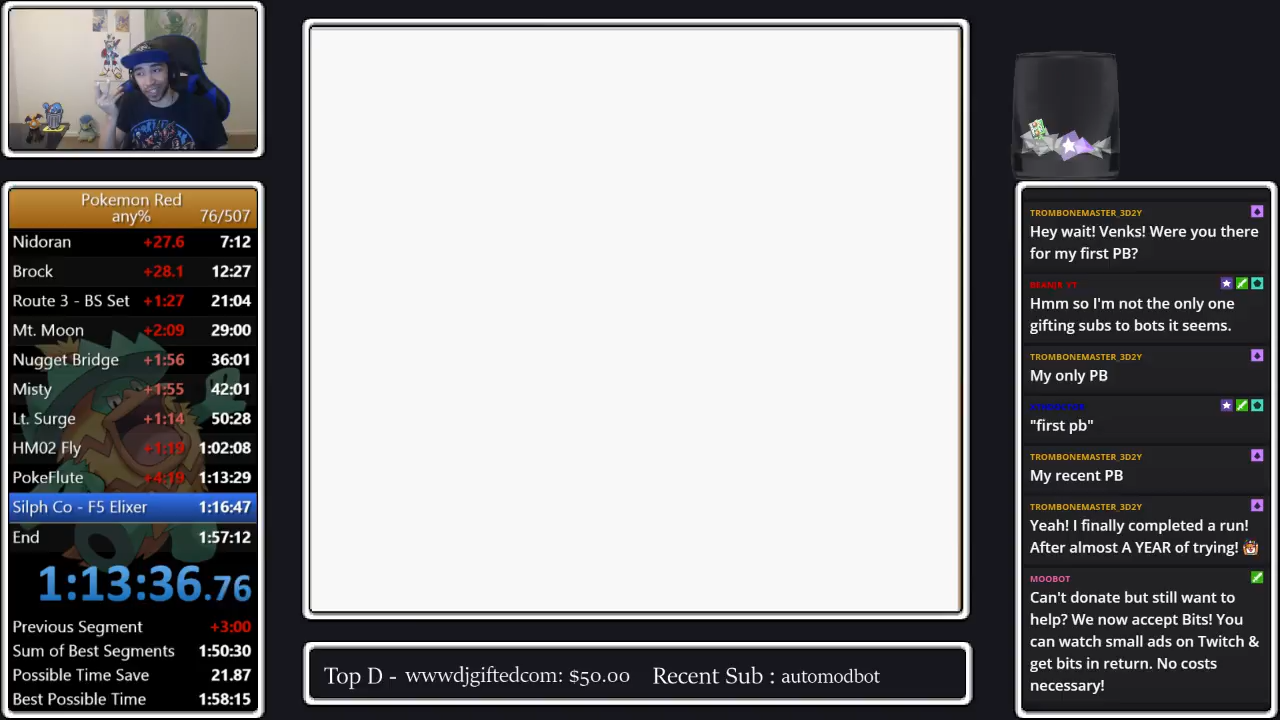 Pokemon Red
any% 76/507
Nidoran +27.6 7:12
Brock +28.1 12:27
Route 3 - BS Set +1:27 21:04
Mt. Moon +2:09 29:00
Nugget Bridge +1:56 36:01
Misty +1:55 42:01
Lt. Surge +1:14 50:28
HM02 Fly +1:19 1:02:08
PokeFlute +4:19 1:13:29
Silph Co - F5 Elixer 1:16:47
End 1:57:12
1:13:36.76
Previous Segment +3:00
Sum of Best Segments 1:50:30
Possible Time Save 21.87
Best Possible Time 1:58:15
Top D - wwwdjgiftedcom: $50.00 Recent Sub : automodbot
TROMBONEMASTER_3D2Y
Hey wait! Venks! Were you there
for my first PB?
BEANJR_YT
Hmm so I'm not the only one
gifting subs to bots it seems.
TROMBONEMASTER_3D2Y
My only PB
"first pb"
TROMBONEMASTER_3D2Y
My recent PB
TROMBONEMASTER_3D2Y
Yeah! I finally completed a run!
After almost A YEAR of trying!
MOOBOT
Can't donate but still want to
help? We now accept Bits! You
can watch small ads on Twitch &
get bits in return. No costs
necessary!